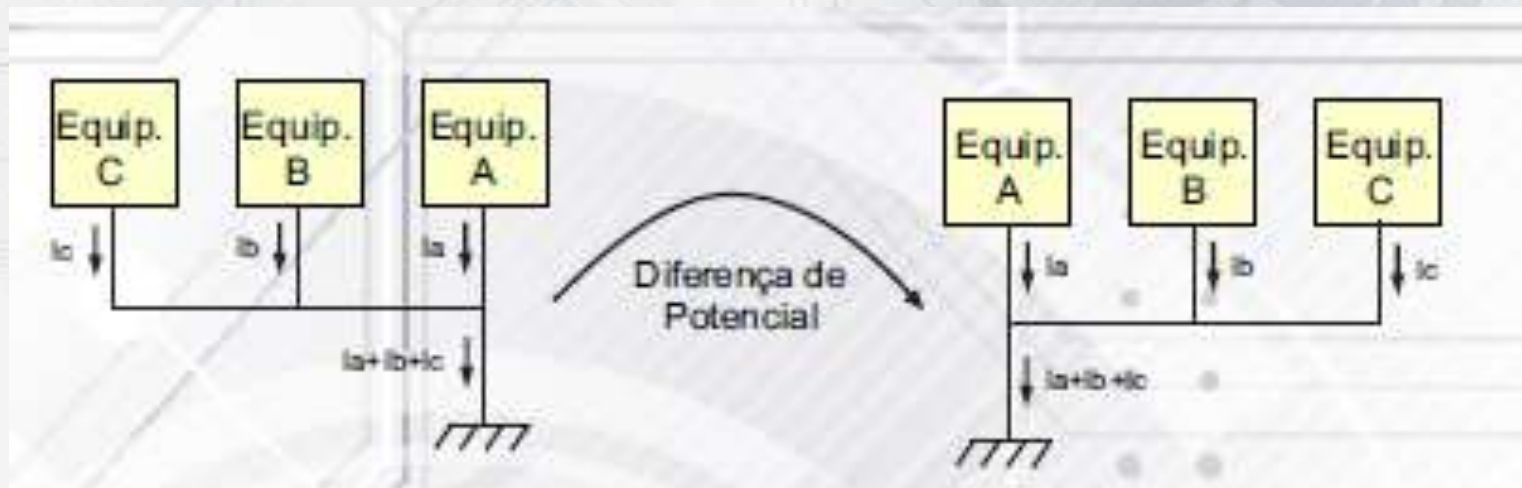 Equip.
C
Equip.
B
Equip.
A
Ic
Ib
Ia
Ia+Ib+Ic
Diferença de
Potencial
Equip.
A
Equip.
B
Equip.
C
Ia
Ib
Ic
Ia+Ib+Ic